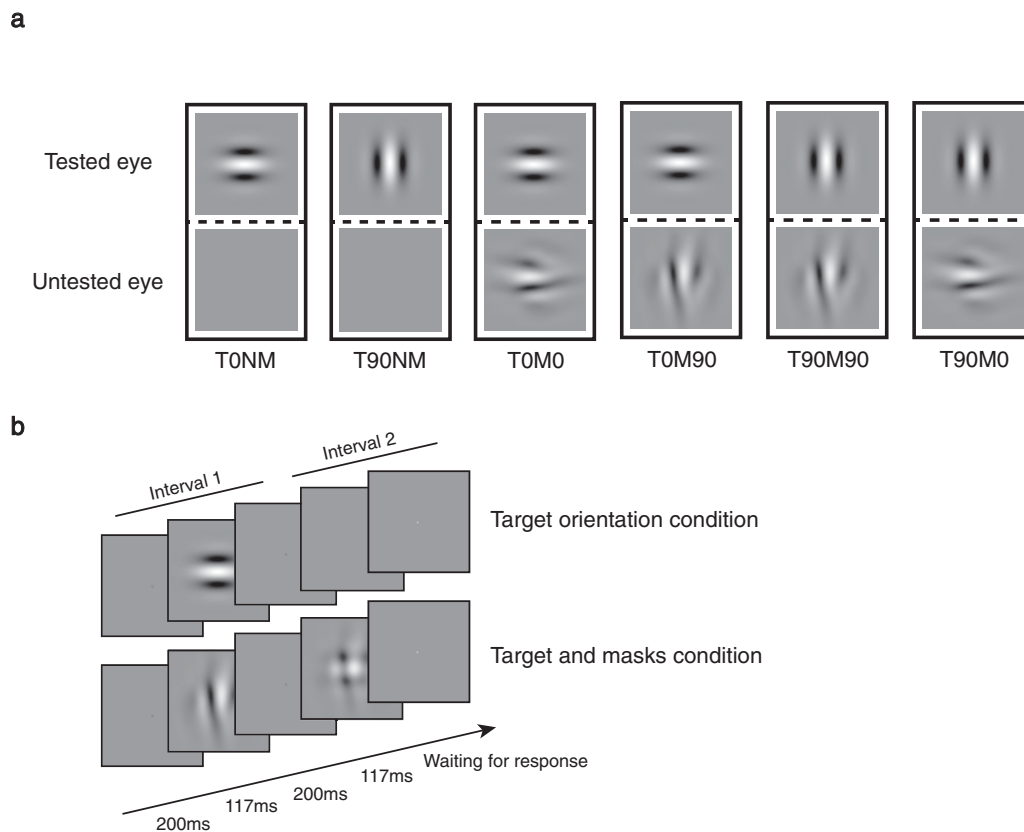 a
Tested eye
Untested eye
T0NM T90NM T0M0 T0M90 T90M90 T90M0
b
Interval 1
Interval 2
Target orientation condition
Target and masks condition
Waiting for response
117ms
200ms
117ms
200ms